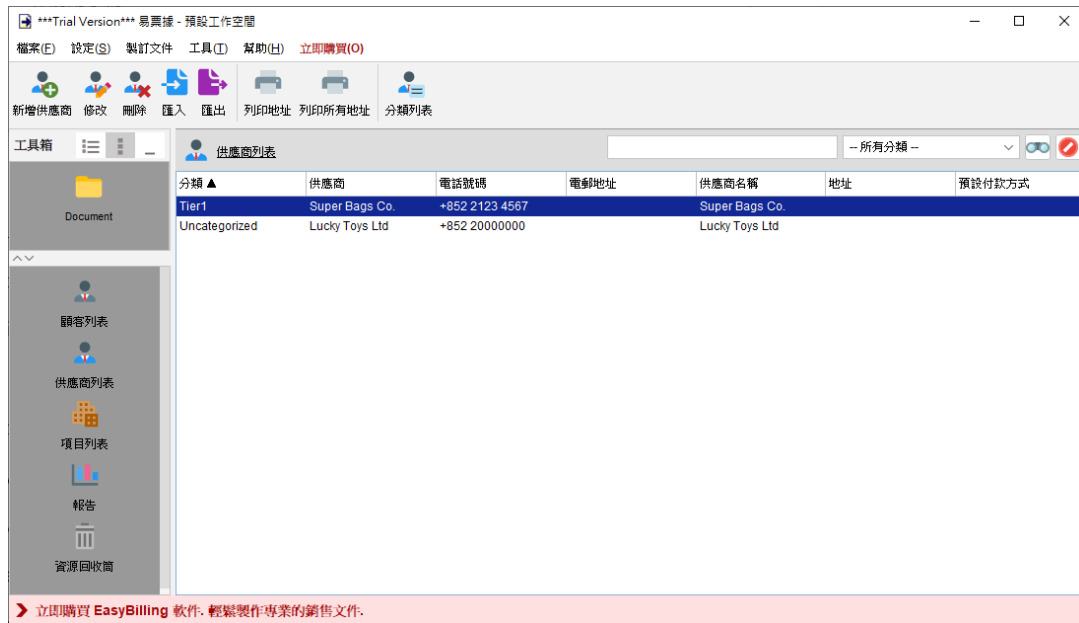 ***Trial Version*** 易票據 - 預設工作空間
檔案(F) 設定(S) 製訂文件 工具(T) 幫助(H) 立即購買(O)
新增供應商 修改 刪除 匯入 匯出 列印地址 列印所有地址 分類列表
工具箱 供應商列表 -- 所有分類 --
Document
分類 ▲ 供應商 電話號碼 電郵地址 供應商名稱 地址 預設付款方式
Tier1 Super Bags Co. +852 2123 4567 Super Bags Co.
Uncategorized Lucky Toys Ltd +852 20000000 Lucky Toys Ltd
顧客列表
供應商列表
項目列表
報告
資源回收筒
立即購買 EasyBilling 軟件. 輕鬆製作專業的銷售文件.